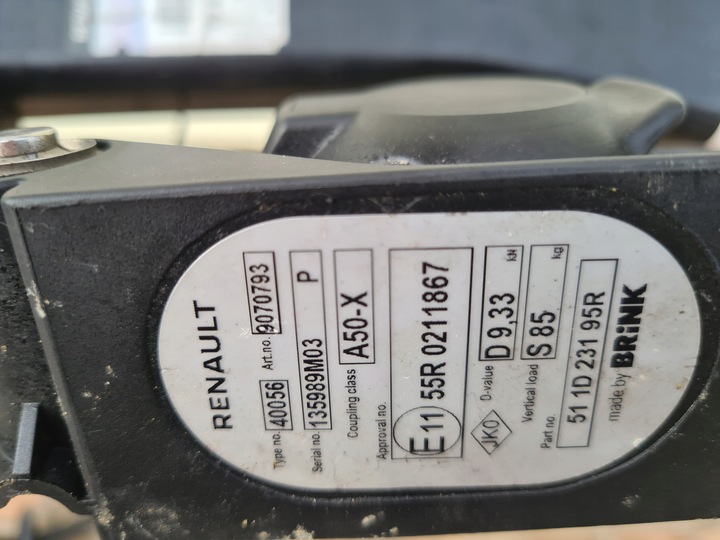 RENAULT
Type no. 40056 Art.no. 9070793
Serial no. 135989M03 P
Coupling class A50-X
Approval no.
E11 55R 0211867
JKO D-value D 9,33 kN
Vertical load S 85 kg
Part no. 51 1D 231 95R
made by BRiNK